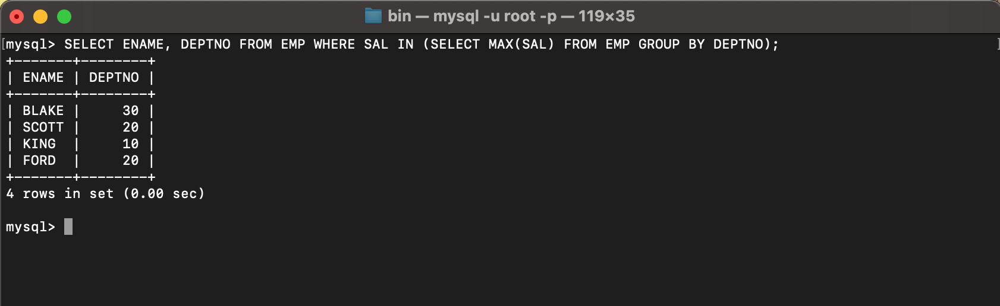 bin — mysql -u root -p — 119×35
[mysql> SELECT ENAME, DEPTNO FROM EMP WHERE SAL IN (SELECT MAX(SAL) FROM EMP GROUP BY DEPTNO); ]
+-------+--------+
| ENAME | DEPTNO |
+-------+--------+
| BLAKE |     30 |
| SCOTT |     20 |
| KING  |     10 |
| FORD  |     20 |
+-------+--------+
4 rows in set (0.00 sec)
mysql>